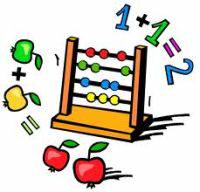 1+1=2
+
=